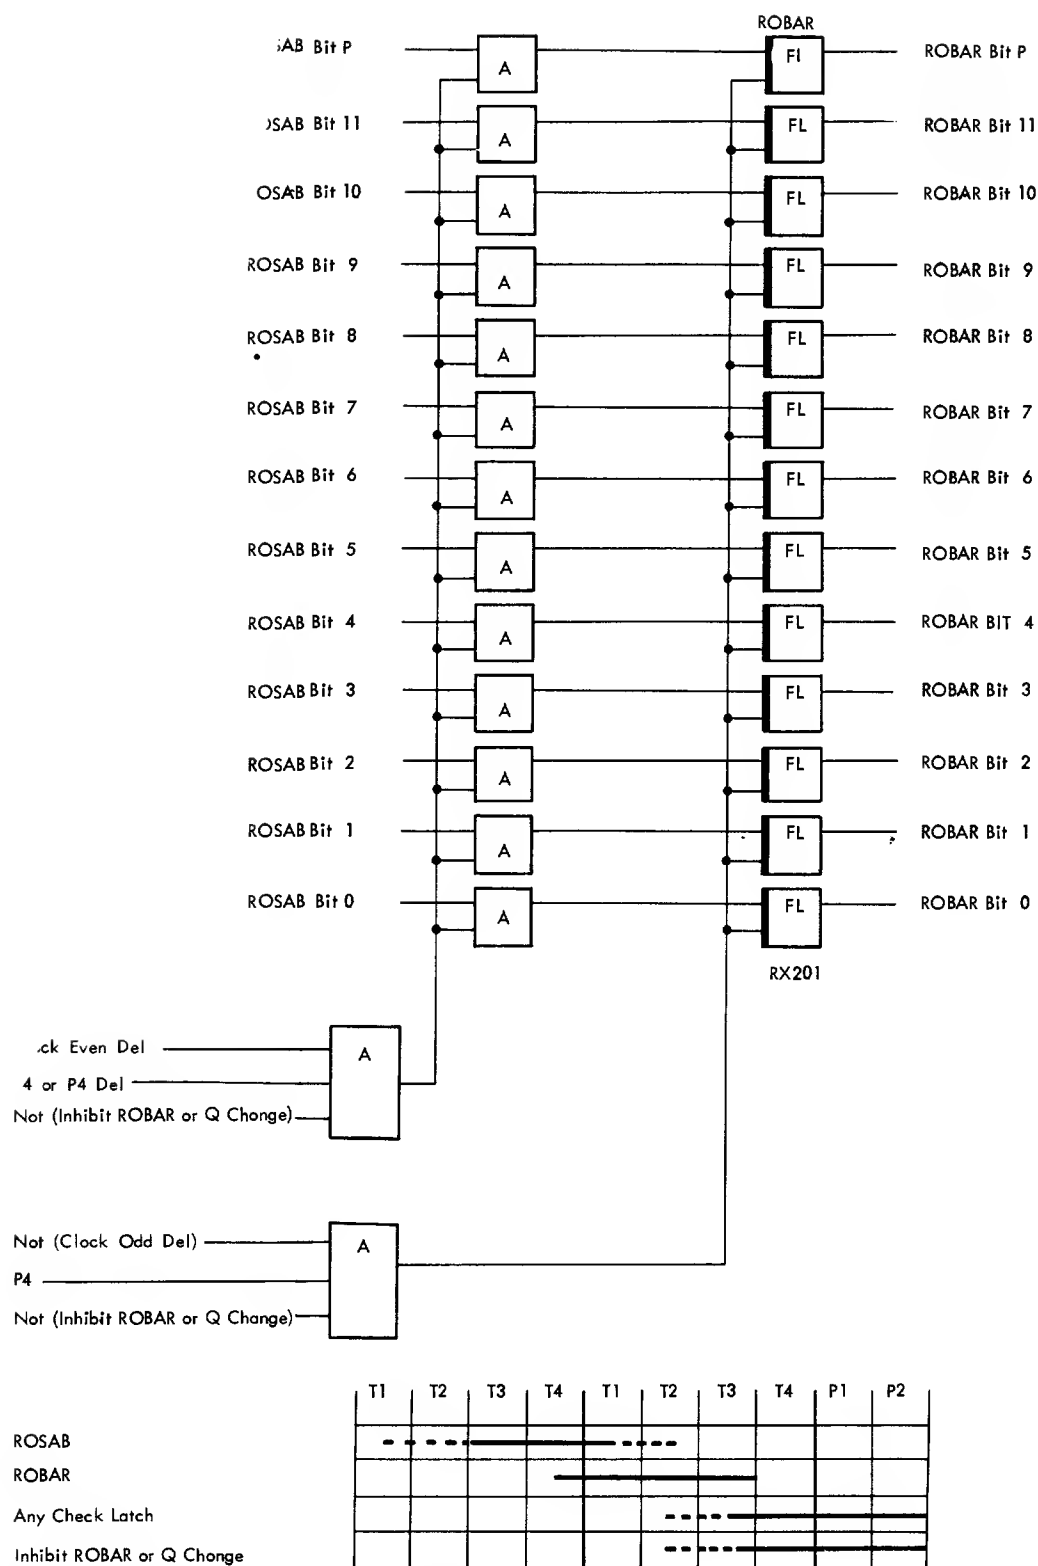 ROBAR
SAB Bit P A FL ROBAR Bit P
OSAB Bit 11 A FL ROBAR Bit 11
OSAB Bit 10 A FL ROBAR Bit 10
ROSAB Bit 9 A FL ROBAR Bit 9
ROSAB Bit 8 A FL ROBAR Bit 8
ROSAB Bit 7 A FL ROBAR Bit 7
ROSAB Bit 6 A FL ROBAR Bit 6
ROSAB Bit 5 A FL ROBAR Bit 5
ROSAB Bit 4 A FL ROBAR BIT 4
ROSAB Bit 3 A FL ROBAR Bit 3
ROSAB Bit 2 A FL ROBAR Bit 2
ROSAB Bit 1 A FL ROBAR Bit 1
ROSAB Bit 0 A FL ROBAR Bit 0
RX201
ck Even Del A
4 or P4 Del
Not (Inhibit ROBAR or Q Change)
Not (Clock Odd Del) A
P4
Not (Inhibit ROBAR or Q Change)
T1 T2 T3 T4 T1 T2 T3 T4 P1 P2
ROSAB
ROBAR
Any Check Latch
Inhibit ROBAR or Q Change